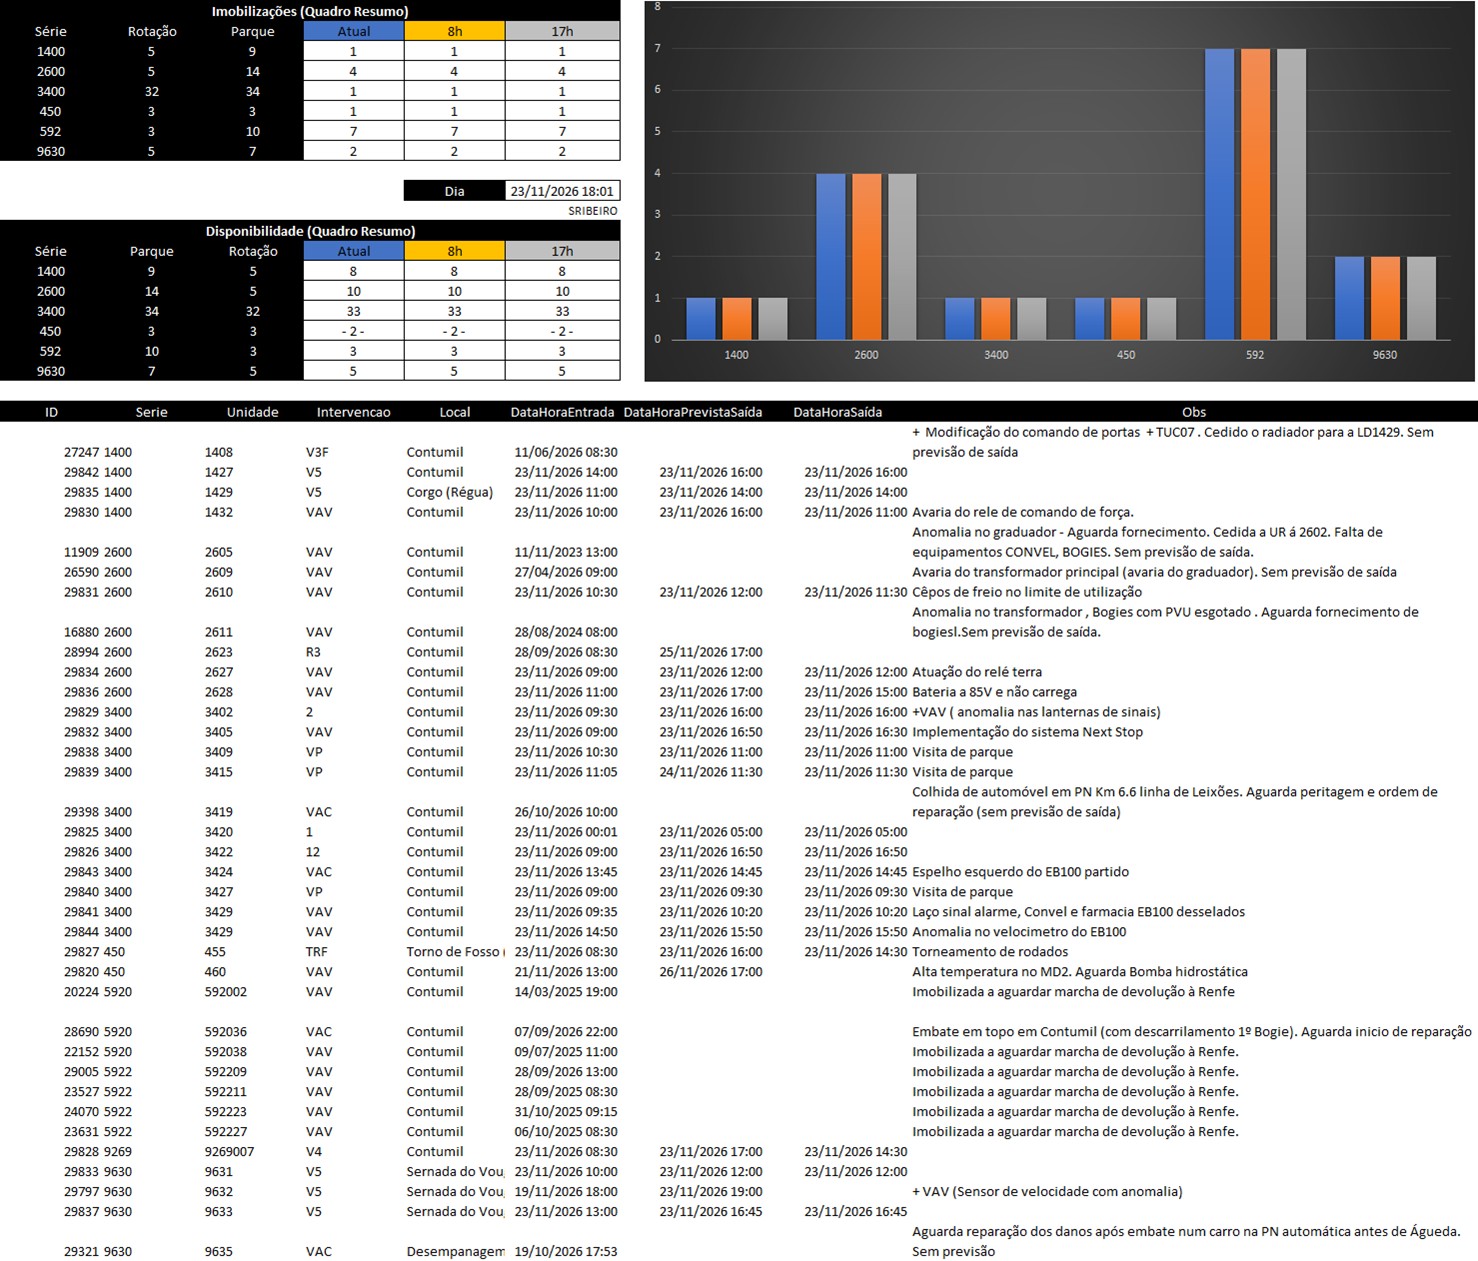 Imobilizações (Quadro Resumo)
Série Rotação Parque Atual 8h 17h
1400 5 9 1 1 1
2600 5 14 4 4 4
3400 32 34 1 1 1
450 3 3 1 1 1
592 3 10 7 7 7
9630 5 7 2 2 2
Dia 23/11/2026 18:01
SRIBEIRO
Disponibilidade (Quadro Resumo)
Série Parque Rotação Atual 8h 17h
1400 9 5 8 8 8
2600 14 5 10 10 10
3400 34 32 33 33 33
450 3 3 - 2 - - 2 - - 2 -
592 10 3 3 3 3
9630 7 5 5 5 5
8
7
6
5
4
3
2
1
0
1400 2600 3400 450 592 9630
ID Serie Unidade Intervencao Local DataHoraEntrada DataHoraPrevistaSaída DataHoraSaída Obs
+ Modificação do comando de portas + TUC07 . Cedido o radiador para a LD1429. Sem
27247 1400 1408 V3F Contumil 11/06/2026 08:30 previsão de saída
29842 1400 1427 V5 Contumil 23/11/2026 14:00 23/11/2026 16:00 23/11/2026 16:00
29835 1400 1429 V5 Corgo (Régua) 23/11/2026 11:00 23/11/2026 14:00 23/11/2026 14:00
29830 1400 1432 VAV Contumil 23/11/2026 10:00 23/11/2026 16:00 23/11/2026 11:00 Avaria do rele de comando de força.
Anomalia no graduador - Aguarda fornecimento. Cedida a UR á 2602. Falta de
11909 2600 2605 VAV Contumil 11/11/2023 13:00 equipamentos CONVEL, BOGIES. Sem previsão de saída.
26590 2600 2609 VAV Contumil 27/04/2026 09:00 Avaria do transformador principal (avaria do graduador). Sem previsão de saída
29831 2600 2610 VAV Contumil 23/11/2026 10:30 23/11/2026 12:00 23/11/2026 11:30 Cêpos de freio no limite de utilização
Anomalia no transformador , Bogies com PVU esgotado . Aguarda fornecimento de
16880 2600 2611 VAV Contumil 28/08/2024 08:00 bogiesl.Sem previsão de saída.
28994 2600 2623 R3 Contumil 28/09/2026 08:30 25/11/2026 17:00
29834 2600 2627 VAV Contumil 23/11/2026 09:00 23/11/2026 12:00 23/11/2026 12:00 Atuação do relé terra
29836 2600 2628 VAV Contumil 23/11/2026 11:00 23/11/2026 17:00 23/11/2026 15:00 Bateria a 85V e não carrega
29829 3400 3402 2 Contumil 23/11/2026 09:30 23/11/2026 16:00 23/11/2026 16:00 +VAV ( anomalia nas lanternas de sinais)
29832 3400 3405 VAV Contumil 23/11/2026 09:00 23/11/2026 16:50 23/11/2026 16:30 Implementação do sistema Next Stop
29838 3400 3409 VP Contumil 23/11/2026 10:30 23/11/2026 11:00 23/11/2026 11:00 Visita de parque
29839 3400 3415 VP Contumil 23/11/2026 11:05 24/11/2026 11:30 23/11/2026 11:30 Visita de parque
Colhida de automóvel em PN Km 6.6 linha de Leixões. Aguarda peritagem e ordem de
29398 3400 3419 VAC Contumil 26/10/2026 10:00 reparação (sem previsão de saída)
29825 3400 3420 1 Contumil 23/11/2026 00:01 23/11/2026 05:00 23/11/2026 05:00
29826 3400 3422 12 Contumil 23/11/2026 09:00 23/11/2026 16:50 23/11/2026 16:50
29843 3400 3424 VAC Contumil 23/11/2026 13:45 23/11/2026 14:45 23/11/2026 14:45 Espelho esquerdo do EB100 partido
29840 3400 3427 VP Contumil 23/11/2026 09:00 23/11/2026 09:30 23/11/2026 09:30 Visita de parque
29841 3400 3429 VAV Contumil 23/11/2026 09:35 23/11/2026 10:20 23/11/2026 10:20 Laço sinal alarme, Convel e farmacia EB100 desselados
29844 3400 3429 VAV Contumil 23/11/2026 14:50 23/11/2026 15:50 23/11/2026 15:50 Anomalia no velocimetro do EB100
29827 450 455 TRF Torno de Fosso ( 23/11/2026 08:30 23/11/2026 16:00 23/11/2026 14:30 Torneamento de rodados
29820 450 460 VAV Contumil 21/11/2026 13:00 26/11/2026 17:00 Alta temperatura no MD2. Aguarda Bomba hidrostática
20224 5920 592002 VAV Contumil 14/03/2025 19:00 Imobilizada a aguardar marcha de devolução à Renfe
28690 5920 592036 VAC Contumil 07/09/2026 22:00 Embate em topo em Contumil (com descarrilamento 1º Bogie). Aguarda inicio de reparação
22152 5920 592038 VAV Contumil 09/07/2025 11:00 Imobilizada a aguardar marcha de devolução à Renfe.
29005 5922 592209 VAV Contumil 28/09/2026 13:00 Imobilizada a aguardar marcha de devolução à Renfe.
23527 5922 592211 VAV Contumil 28/09/2025 08:30 Imobilizada a aguardar marcha de devolução à Renfe.
24070 5922 592223 VAV Contumil 31/10/2025 09:15 Imobilizada a aguardar marcha de devolução à Renfe.
23631 5922 592227 VAV Contumil 06/10/2025 08:30 Imobilizada a aguardar marcha de devolução à Renfe.
29828 9269 9269007 V4 Contumil 23/11/2026 08:30 23/11/2026 17:00 23/11/2026 14:30
29833 9630 9631 V5 Sernada do Vou 23/11/2026 10:00 23/11/2026 12:00 23/11/2026 12:00
29797 9630 9632 V5 Sernada do Vou 19/11/2026 18:00 23/11/2026 19:00 + VAV (Sensor de velocidade com anomalia)
29837 9630 9633 V5 Sernada do Vou 23/11/2026 13:00 23/11/2026 16:45 23/11/2026 16:45
Aguarda reparação dos danos após embate num carro na PN automática antes de Águeda.
29321 9630 9635 VAC Desempanagem 19/10/2026 17:53 Sem previsão